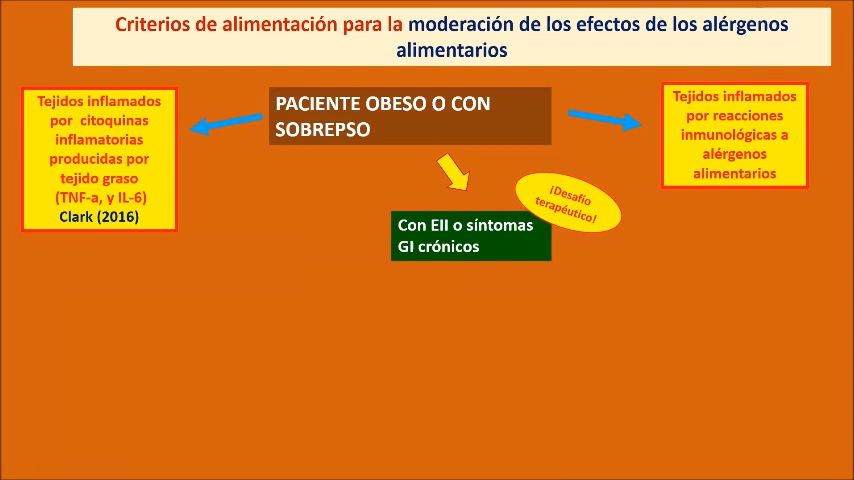 Criterios de alimentación para la moderación de los efectos de los alérgenos
alimentarios
Tejidos inflamados
por citoquinas
inflamatorias
producidas por
tejido graso
(TNF-a, y IL-6)
Clark (2016)
PACIENTE OBESO O CON
SOBREPSO
Tejidos inflamados
por reacciones
inmunológicas a
alérgenos
alimentarios
¡Desafío
terapéutico!
Con EII o síntomas
GI crónicos